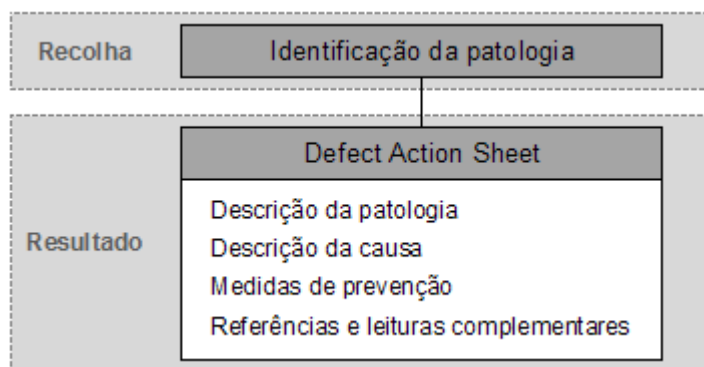 Recolha
Identificação da patologia
Defect Action Sheet
Resultado
Descrição da patologia
Descrição da causa
Medidas de prevenção
Referências e leituras complementares